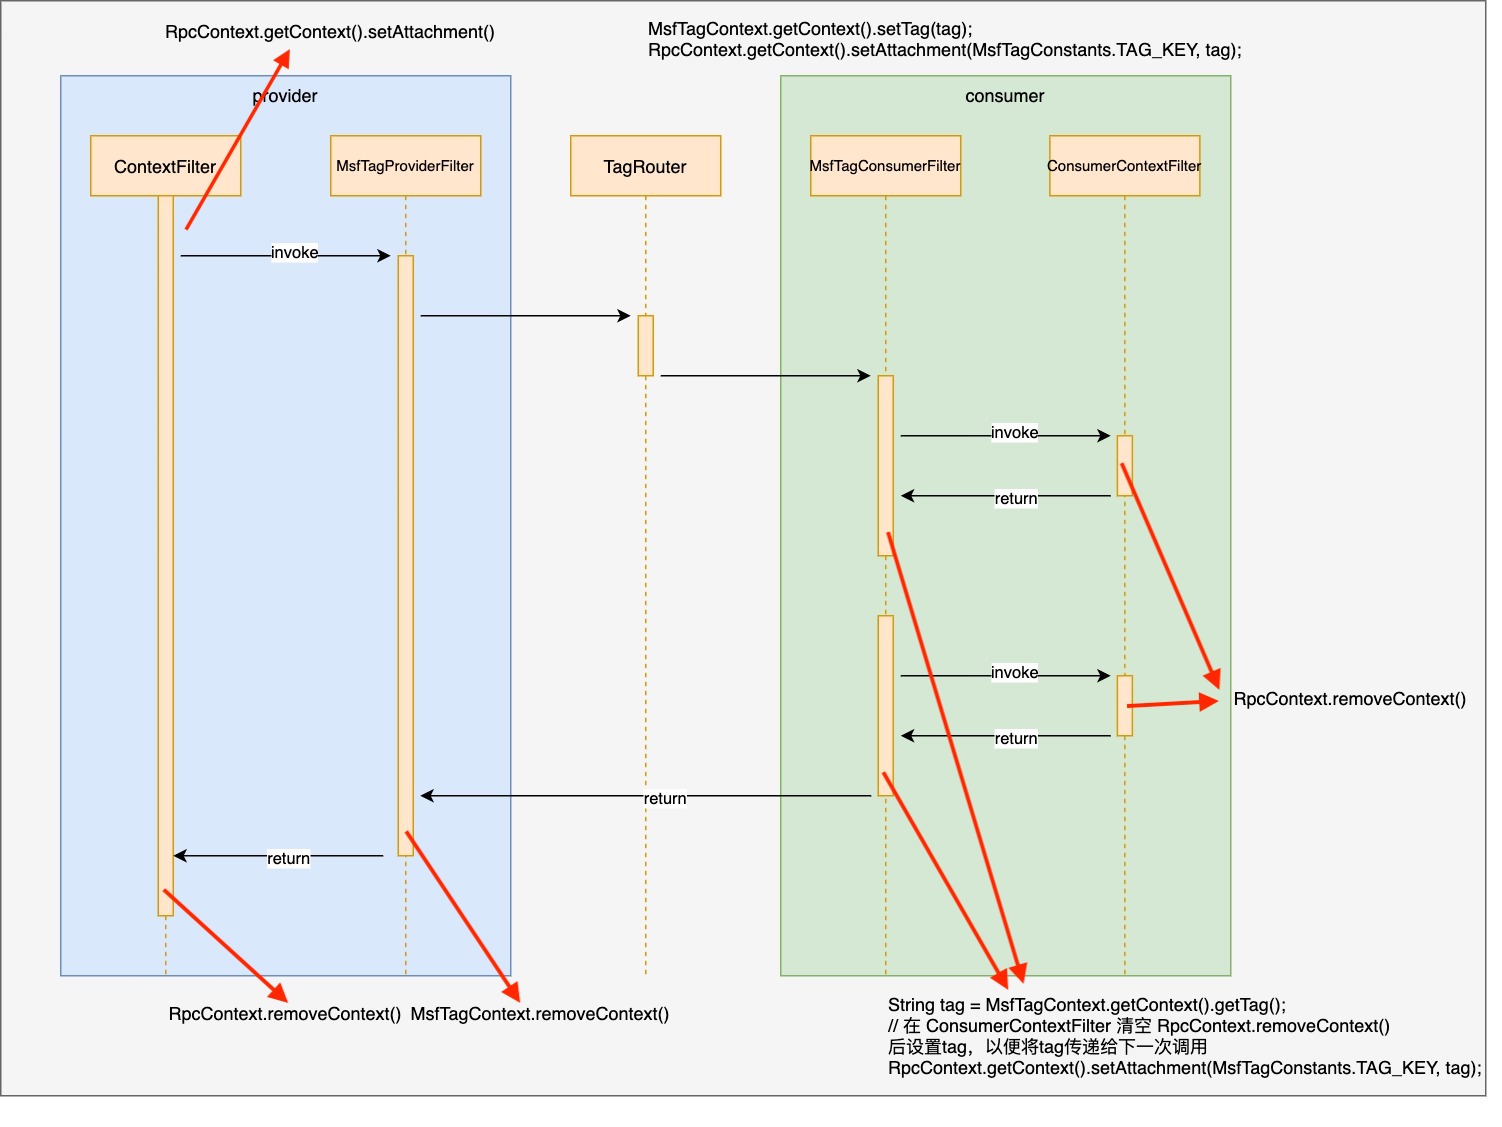 RpcContext.getContext().setAttachment()
MsfTagContext.getContext().setTag(tag);
RpcContext.getContext().setAttachment(MsfTagConstants.TAG_KEY, tag);
provider
consumer
ContextFilter
MsfTagProviderFilter
TagRouter
MsfTagConsumerFilter
ConsumerContextFilter
invoke
invoke
return
invoke
RpcContext.removeContext()
return
return
return
RpcContext.removeContext()
MsfTagContext.removeContext()
String tag = MsfTagContext.getContext().getTag();
// 在 ConsumerContextFilter 清空 RpcContext.removeContext()
后设置tag，以便将tag传递给下一次调用
RpcContext.getContext().setAttachment(MsfTagConstants.TAG_KEY, tag);